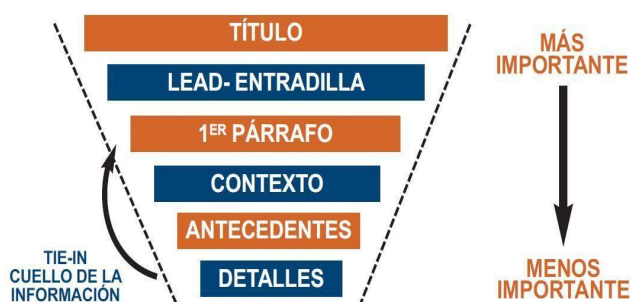 TÍTULO
LEAD- ENTRADILLA
1ER PÁRRAFO
CONTEXTO
ANTECEDENTES
DETALLES
TIE-IN
CUELLO DE LA
INFORMACIÓN
MÁS
IMPORTANTE
MENOS
IMPORTANTE